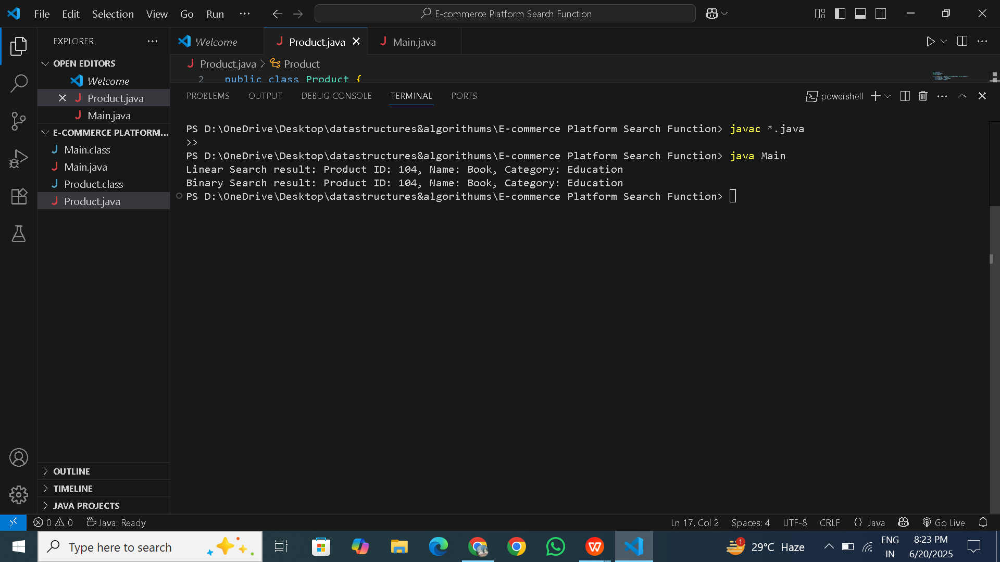 File Edit Selection View Go Run ··· E-commerce Platform Search Function
EXPLORER ···
OPEN EDITORS
Welcome
Product.java
Main.java
E-COMMERCE PLATFORM...
Main.class
Main.java
Product.class
Product.java
OUTLINE
TIMELINE
JAVA PROJECTS
Welcome Product.java Main.java
Product.java > Product
2 public class Product {
PROBLEMS OUTPUT DEBUG CONSOLE TERMINAL PORTS powershell
PS D:\OneDrive\Desktop\datastructures&algorithums\E-commerce Platform Search Function> javac *.java
>>
PS D:\OneDrive\Desktop\datastructures&algorithums\E-commerce Platform Search Function> java Main
Linear Search result: Product ID: 104, Name: Book, Category: Education
Binary Search result: Product ID: 104, Name: Book, Category: Education
PS D:\OneDrive\Desktop\datastructures&algorithums\E-commerce Platform Search Function>
0 0 Java: Ready Ln 17, Col 2 Spaces: 4 UTF-8 CRLF {} Java Go Live
Type here to search 1 29°C Haze ENG 8:23 PM
IN 6/20/2025